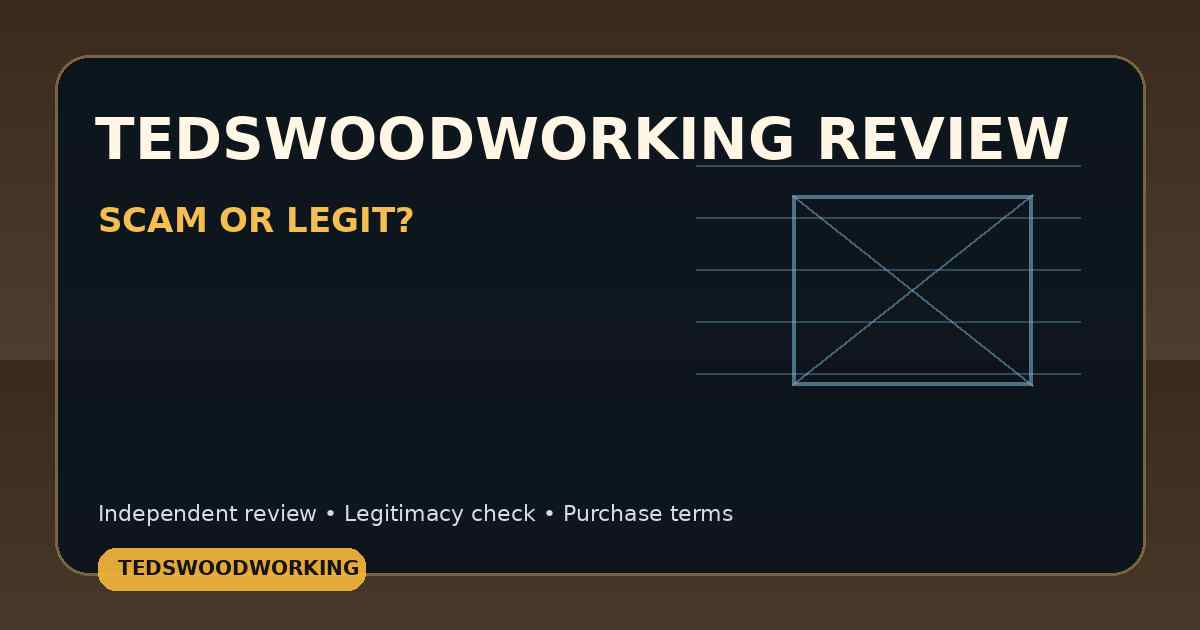 TEDSWOODWORKING REVIEW
SCAM OR LEGIT?
Independent review • Legitimacy check • Purchase terms
TEDSWOODWORKING